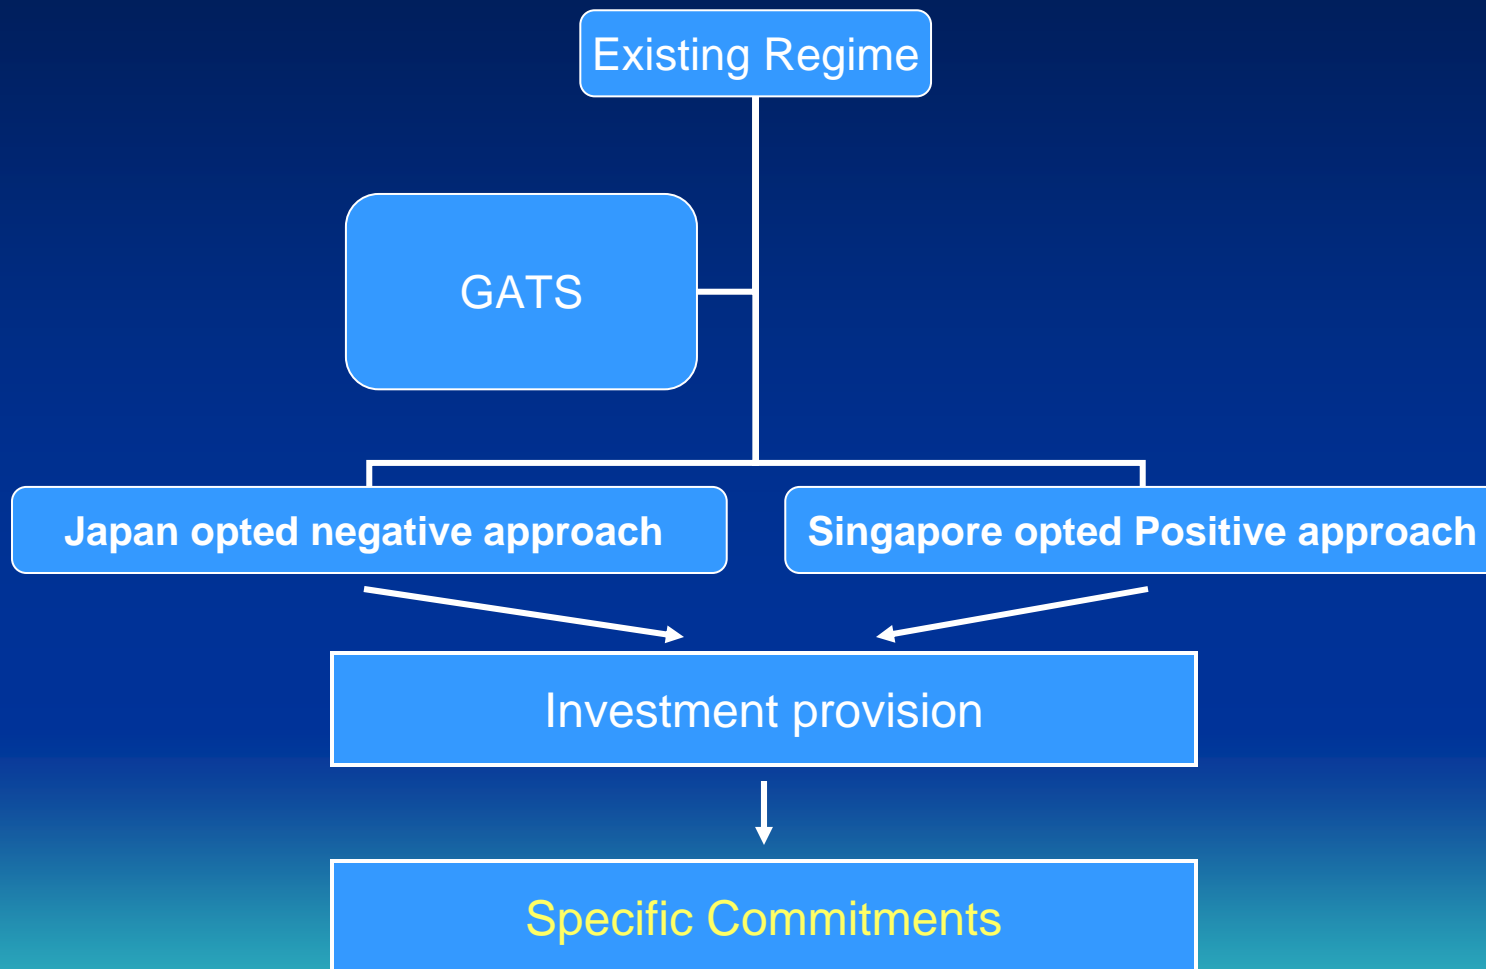 Existing Regime
GATS
Japan opted negative approach
Singapore opted Positive approach
Investment provision
Specific Commitments